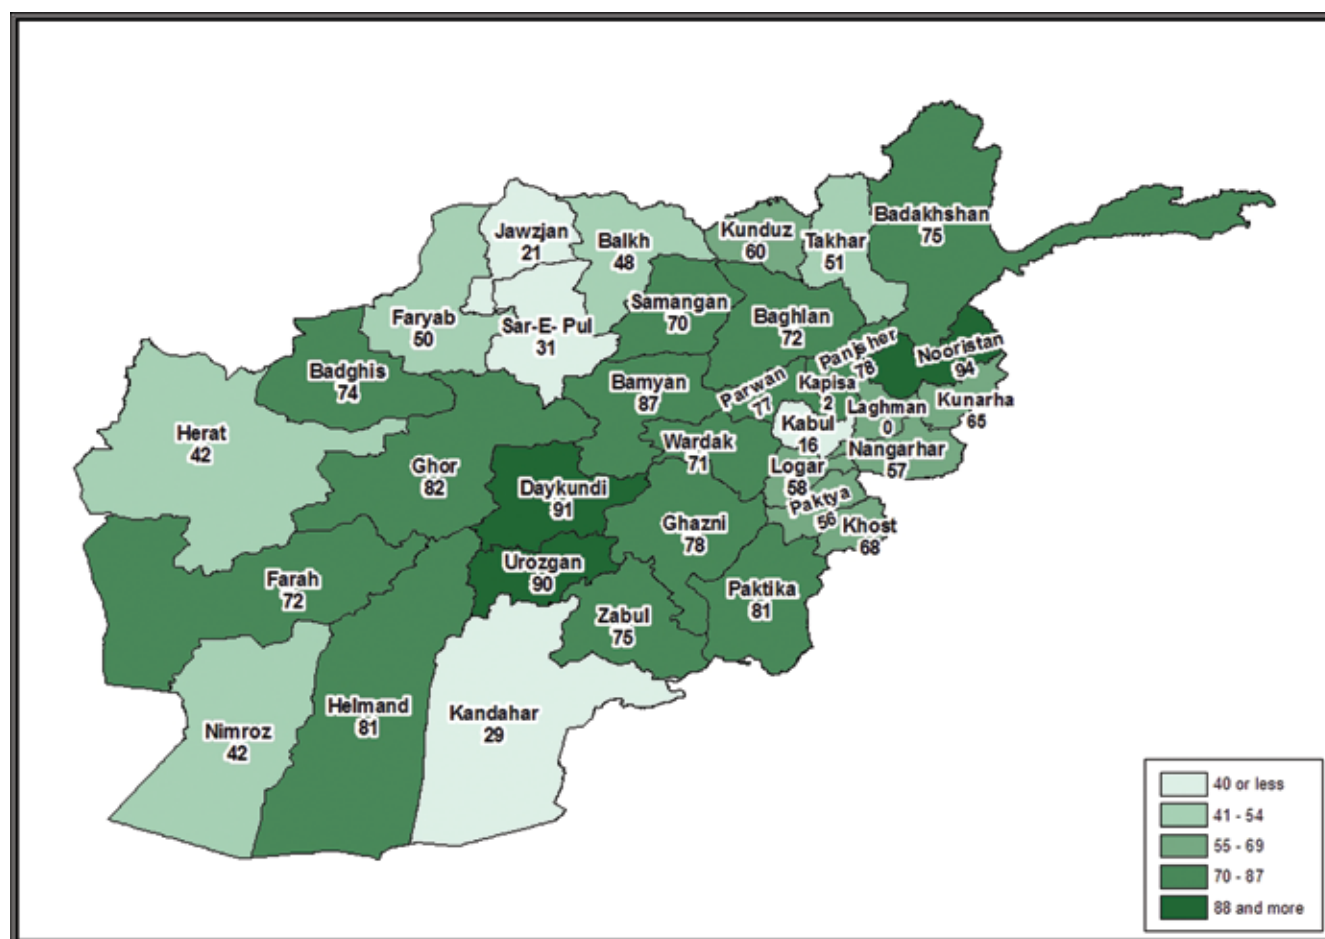 Badakhshan
75
Jawzjan
21
Balkh
48
Kunduz
60
Takhar
51
Samangan
70
Faryab
50
Sar-E- Pul
31
Baghlan
72
Panjsher
78
Nooristan
94
Badghis
74
Bamyan
87
Parwan
77
Kapisa
2
Laghman
0
Kunarha
65
Herat
42
Kabul
16
Wardak
71
Nangarhar
57
Ghor
82
Logar
58
Daykundi
91
Paktya
56
Ghazni
78
Khost
68
Urozgan
90
Farah
72
Paktika
81
Zabul
75
Helmand
81
Kandahar
29
Nimroz
42
40 or less
41 - 54
55 - 69
70 - 87
88 and more